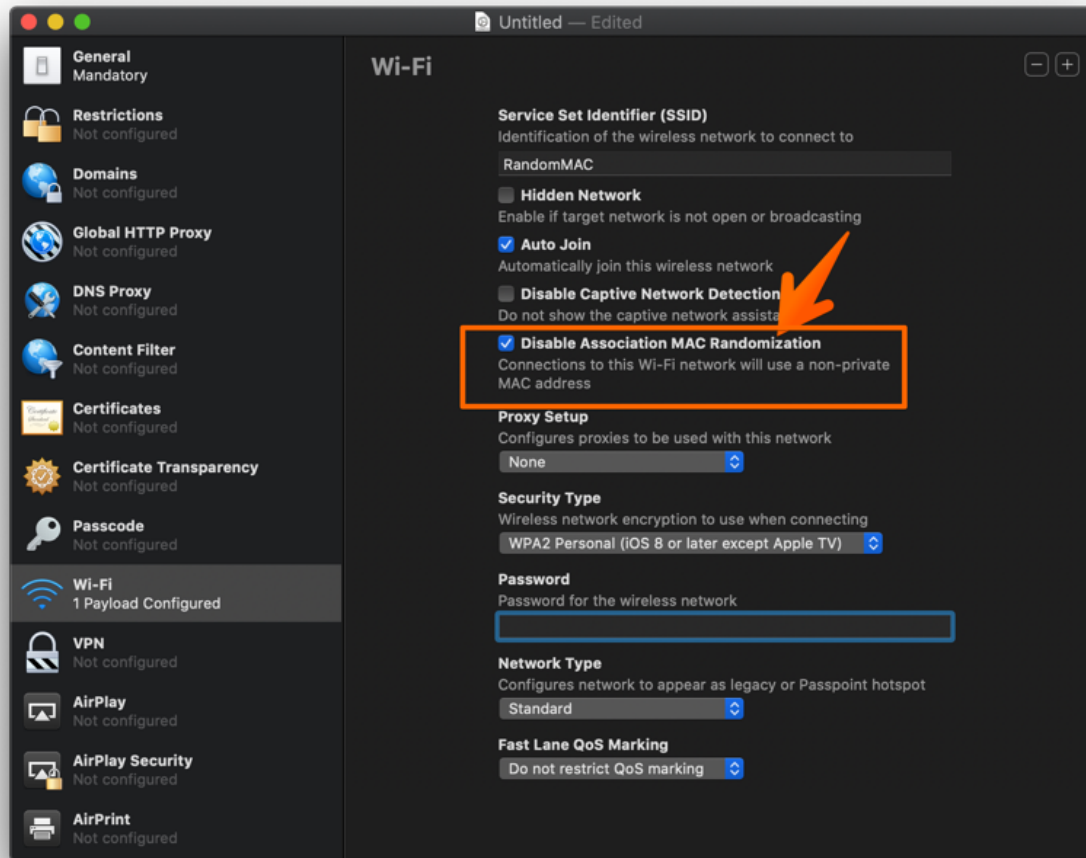 Untitled — Edited
General
Mandatory
Restrictions
Not configured
Domains
Not configured
Global HTTP Proxy
Not configured
DNS Proxy
Not configured
Content Filter
Not configured
Certificates
Not configured
Certificate Transparency
Not configured
Passcode
Not configured
Wi-Fi
1 Payload Configured
VPN
Not configured
AirPlay
Not configured
AirPlay Security
Not configured
AirPrint
Not configured
Wi-Fi
Service Set Identifier (SSID)
Identification of the wireless network to connect to
RandomMAC
Hidden Network
Enable if target network is not open or broadcasting
Auto Join
Automatically join this wireless network
Disable Captive Network Detection
Do not show the captive network
Disable Association MAC Randomization
Connections to this Wi-Fi network will use a non-private
MAC address
Proxy Setup
Configures proxies to be used with this network
None
Security Type
Wireless network encryption to use when connecting
WPA2 Personal (iOS 8 or later except Apple TV)
Password
Password for the wireless network
Network Type
Configures network to appear as legacy or Passpoint hotspot
Standard
Fast Lane QoS Marking
Do not restrict QoS marking